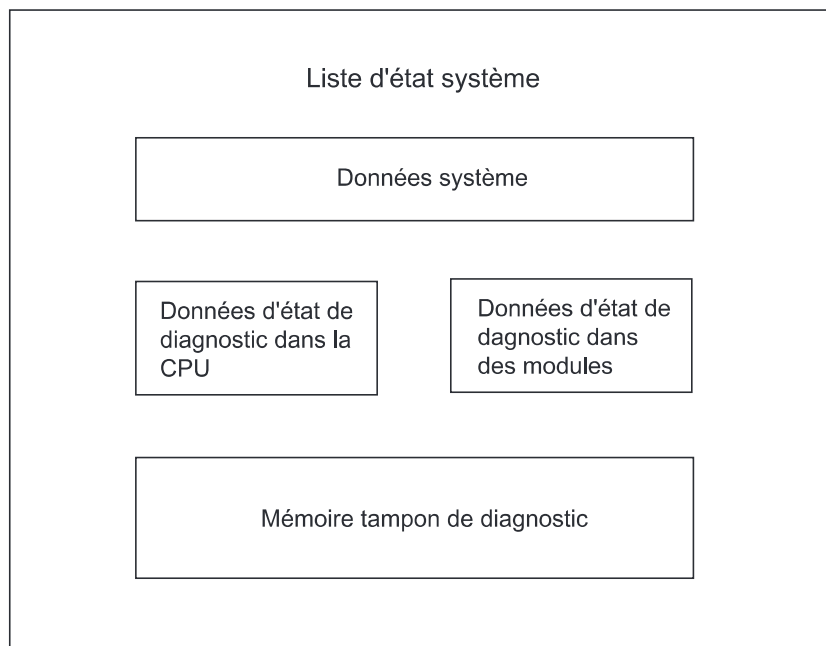 Liste d'état système
Données système
Données d'état de
diagnostic dans la
CPU
Données d'état de
dagnostic dans
des modules
Mémoire tampon de diagnostic